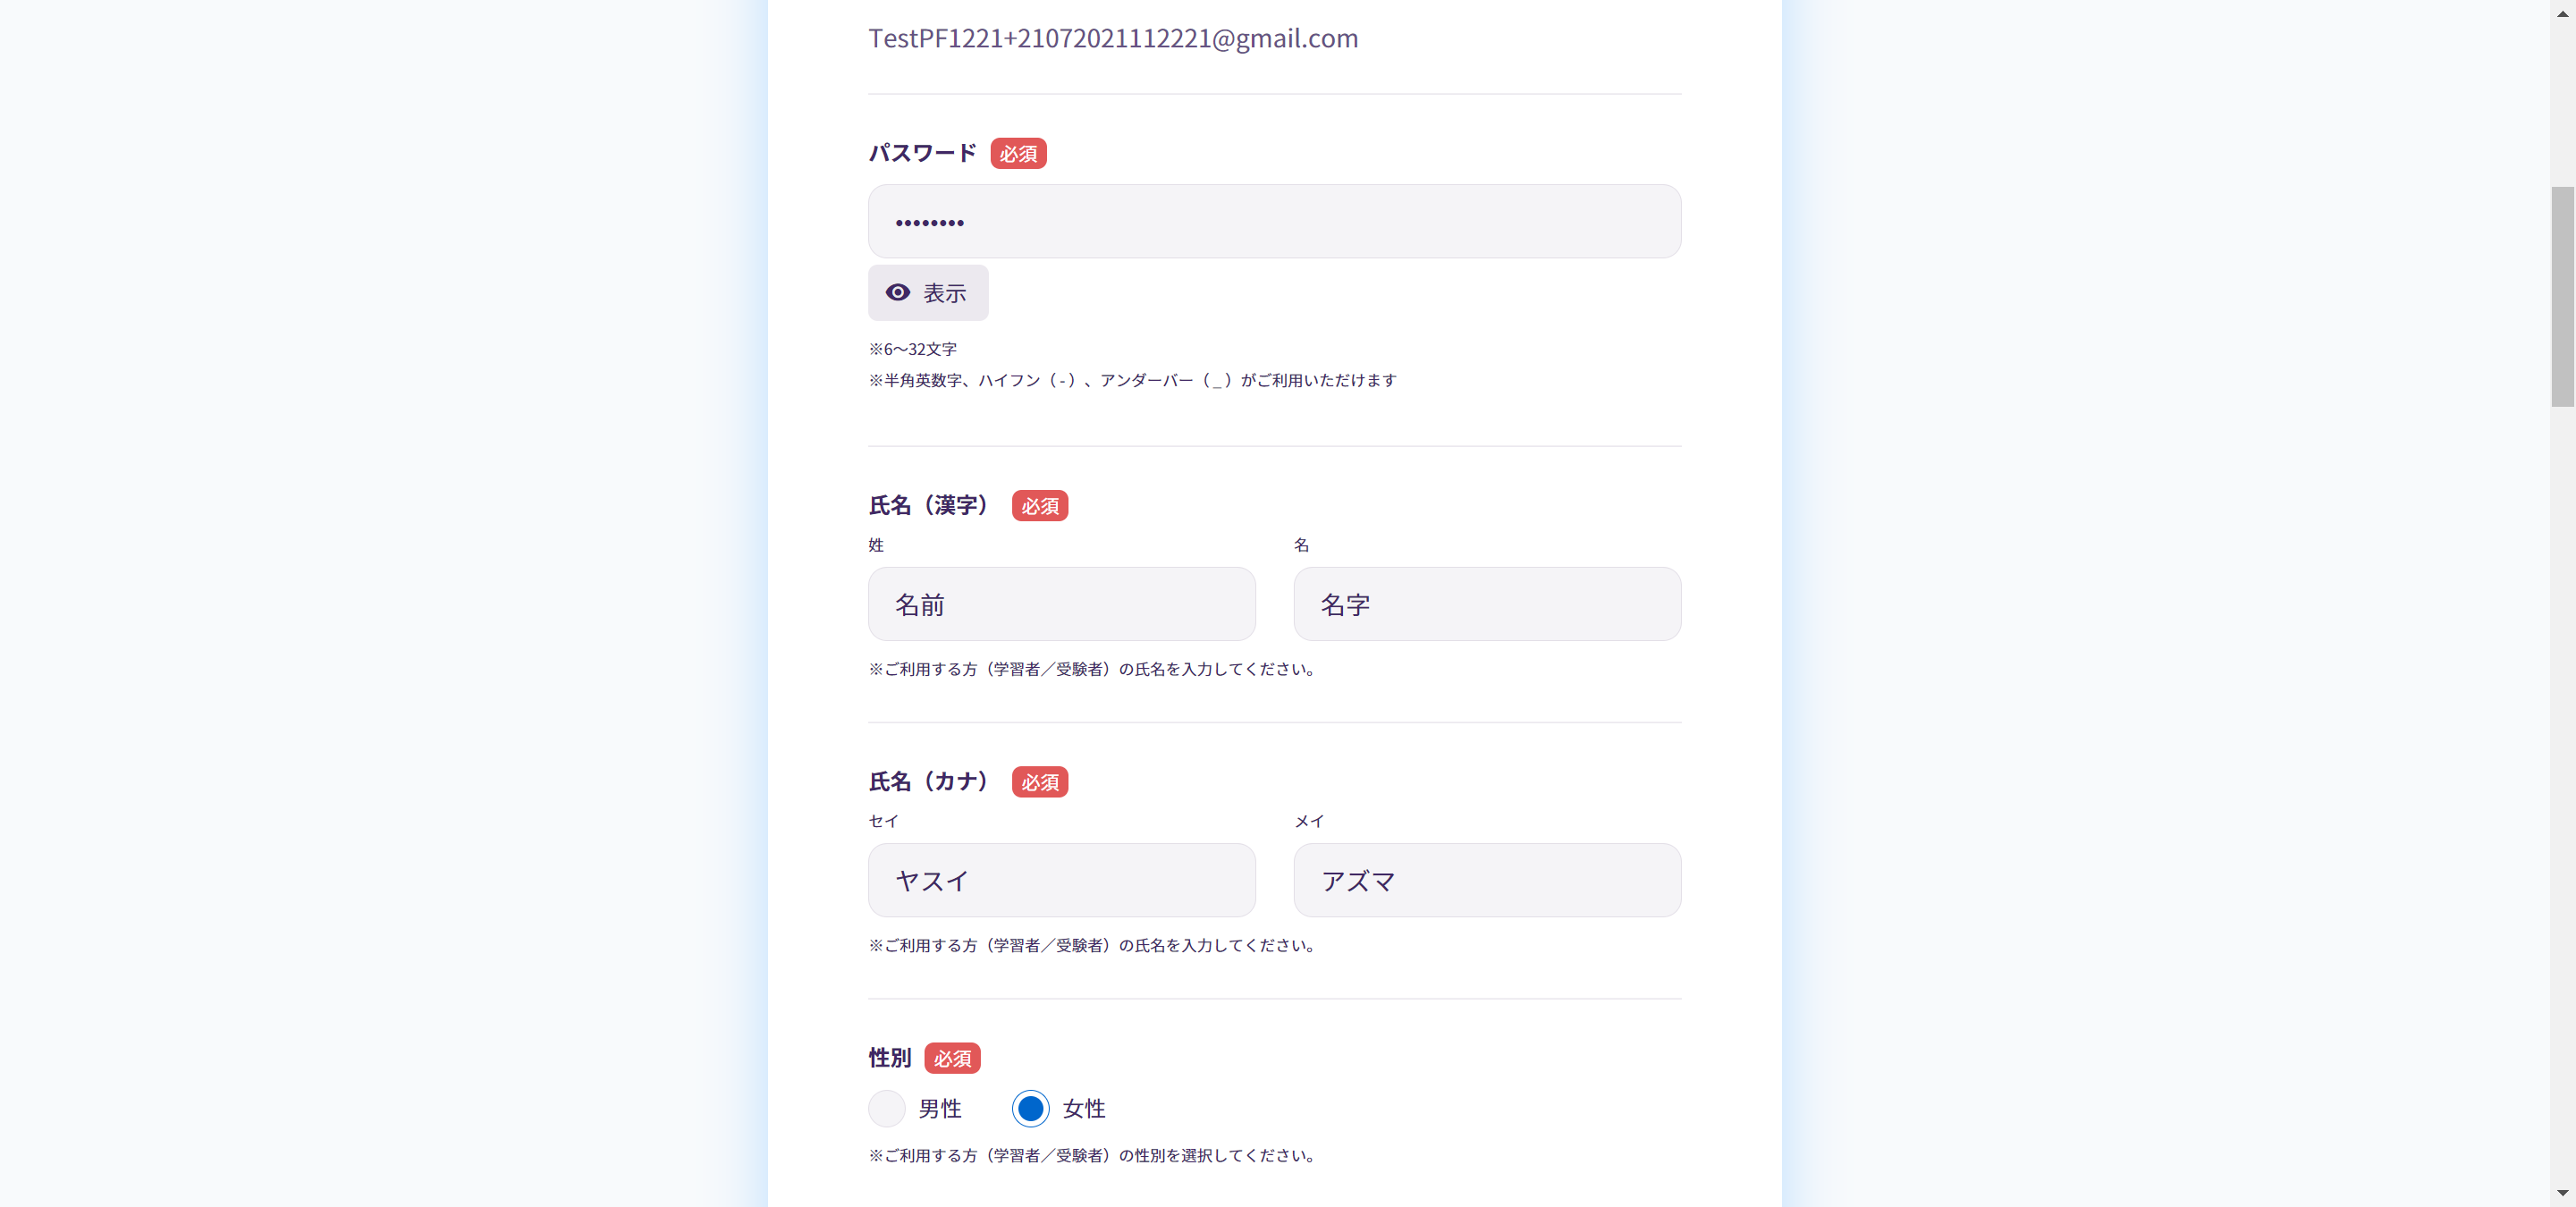 TestPF1221+21072021112221@gmail.com
パスワード 必須
••••••••
表示
※6〜32文字
※半角英数字、ハイフン（ - ）、アンダーバー（ _ ）がご利用いただけます
氏名（漢字） 必須
姓 名
名前 名字
※ご利用する方（学習者／受験者）の氏名を入力してください。
氏名（カナ） 必須
セイ メイ
ヤスイ アズマ
※ご利用する方（学習者／受験者）の氏名を入力してください。
性別 必須
男性 女性
※ご利用する方（学習者／受験者）の性別を選択してください。